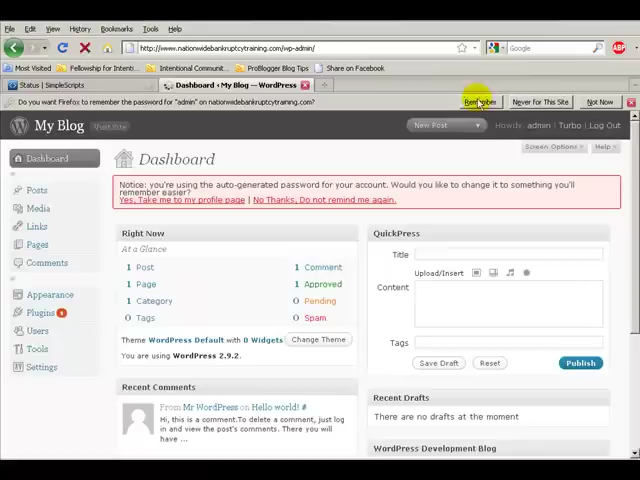 File Edit View History Bookmarks Tools Help
http://www.nationwidebankruptcytraining.com/wp-admin/
Google
ABP
Most Visited Fellowship for Intenti... Intentional Communit... ProBlogger Blog Tips Share on Facebook
Status | SimpleScripts
Dashboard ‹ My Blog — WordPress
Do you want Firefox to remember the password for "admin" on nationwidebankruptcytraining.com?
Remember
Never for This Site
Not Now
My Blog
Visit Site
New Post
Howdy, admin | Turbo | Log Out
Screen Options
Help
Dashboard
Dashboard
Notice: you're using the auto-generated password for your account. Would you like to change it to something you'll
remember easier?
Yes, Take me to my profile page | No Thanks, Do not remind me again.
Posts
Media
Links
Pages
Comments
Appearance
Plugins 1
Users
Tools
Settings
Right Now
At a Glance
1 Post 1 Comment
1 Page 1 Approved
1 Category 0 Pending
0 Tags 0 Spam
Theme WordPress Default with 0 Widgets
Change Theme
You are using WordPress 2.9.2.
Recent Comments
From Mr WordPress on Hello world! #
Hi, this is a comment.To delete a comment, just log
in and view the post's comments. There you will
have ...
QuickPress
Title
Upload/Insert
Content
Tags
Save Draft
Reset
Publish
Recent Drafts
There are no drafts at the moment
WordPress Development Blog